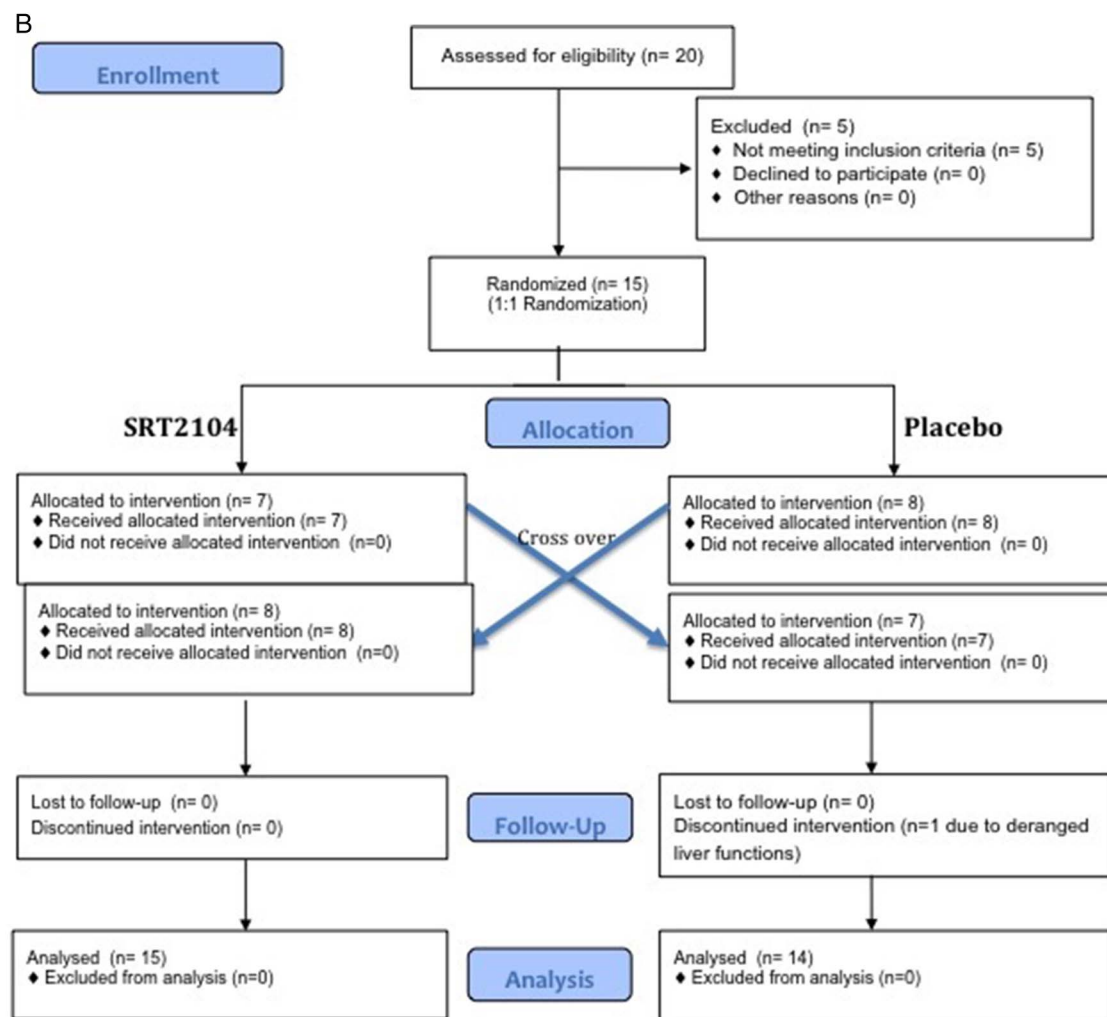 B
Enrollment
Assessed for eligibility (n= 20)
Excluded (n= 5)
♦ Not meeting inclusion criteria (n= 5)
♦ Declined to participate (n= 0)
♦ Other reasons (n= 0)
Randomized (n= 15)
(1:1 Randomization)
SRT2104
Allocation
Placebo
Allocated to intervention (n= 7)
♦ Received allocated intervention (n= 7)
♦ Did not receive allocated intervention (n=0)
Cross over
Allocated to intervention (n= 8)
♦ Received allocated intervention (n= 8)
♦ Did not receive allocated intervention (n= 0)
Allocated to intervention (n= 8)
♦ Received allocated intervention (n= 8)
♦ Did not receive allocated intervention (n=0)
Allocated to intervention (n= 7)
♦ Received allocated intervention (n=7)
♦ Did not receive allocated intervention (n= 0)
Lost to follow-up (n= 0)
Discontinued intervention (n= 0)
Follow-Up
Lost to follow-up (n= 0)
Discontinued intervention (n=1 due to deranged
liver functions)
Analysed (n= 15)
♦ Excluded from analysis (n=0)
Analysis
Analysed (n= 14)
♦ Excluded from analysis (n=0)